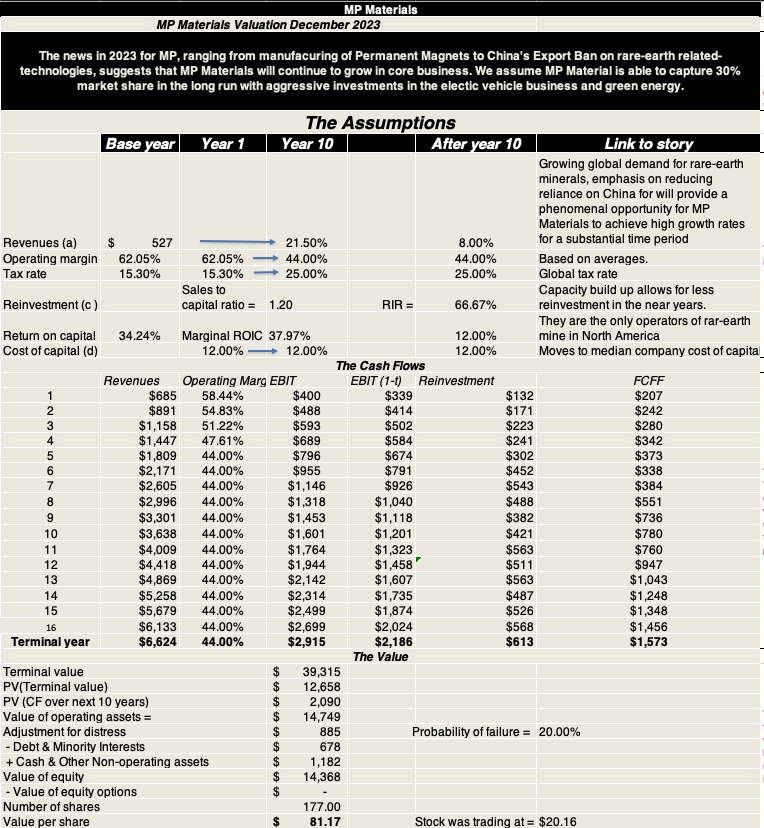 MP Materials
MP Materials Valuation December 2023
The news in 2023 for MP, ranging from manufacuring of Permanent Magnets to China's Export Ban on rare-earth related-
technologies, suggests that MP Materials will continue to grow in core business. We assume MP Material is able to capture 30%
market share in the long run with aggressive investments in the electic vehicle business and green energy.
The Assumptions
Base year Year 1 Year 10 After year 10 Link to story
Growing global demand for rare-earth
minerals, emphasis on reducing
reliance on China for will provide a
phenomenal opportunity for MP
Materials to achieve high growth rates
Revenues (a) $ 527 21.50% 8.00% for a substantial time period
Operating margin 62.05% 62.05% 44.00% 44.00% Based on averages.
Tax rate 15.30% 15.30% 25.00% 25.00% Global tax rate
Sales to Capacity build up allows for less
Reinvestment (c ) capital ratio = 1.20 RIR = 66.67% reinvestment in the near years.
They are the only operators of rar-earth
Return on capital 34.24% Marginal ROIC 37.97% 12.00% mine in North America
Cost of capital (d) 12.00% 12.00% 12.00% Moves to median company cost of capital
The Cash Flows
Revenues Operating Marg EBIT EBIT (1-t) Reinvestment FCFF
1 $685 58.44% $400 $339 $132 $207
2 $891 54.83% $488 $414 $171 $242
3 $1,158 51.22% $593 $502 $223 $280
4 $1,447 47.61% $689 $584 $241 $342
5 $1,809 44.00% $796 $674 $302 $373
6 $2,171 44.00% $955 $791 $452 $338
7 $2,605 44.00% $1,146 $926 $543 $384
8 $2,996 44.00% $1,318 $1,040 $488 $551
9 $3,301 44.00% $1,453 $1,118 $382 $736
10 $3,638 44.00% $1,601 $1,201 $421 $780
11 $4,009 44.00% $1,764 $1,323 $563 $760
12 $4,418 44.00% $1,944 $1,458 $511 $947
13 $4,869 44.00% $2,142 $1,607 $563 $1,043
14 $5,258 44.00% $2,314 $1,735 $487 $1,248
15 $5,679 44.00% $2,499 $1,874 $526 $1,348
16 $6,133 44.00% $2,699 $2,024 $568 $1,456
Terminal year $6,624 44.00% $2,915 $2,186 $613 $1,573
The Value
Terminal value $ 39,315
PV(Terminal value) $ 12,658
PV (CF over next 10 years) $ 2,090
Value of operating assets = $ 14,749
Adjustment for distress $ 885 Probability of failure = 20.00%
- Debt & Minority Interests $ 678
+ Cash & Other Non-operating assets $ 1,182
Value of equity $ 14,368
- Value of equity options $ -
Number of shares 177.00
Value per share $ 81.17 Stock was trading at = $20.16